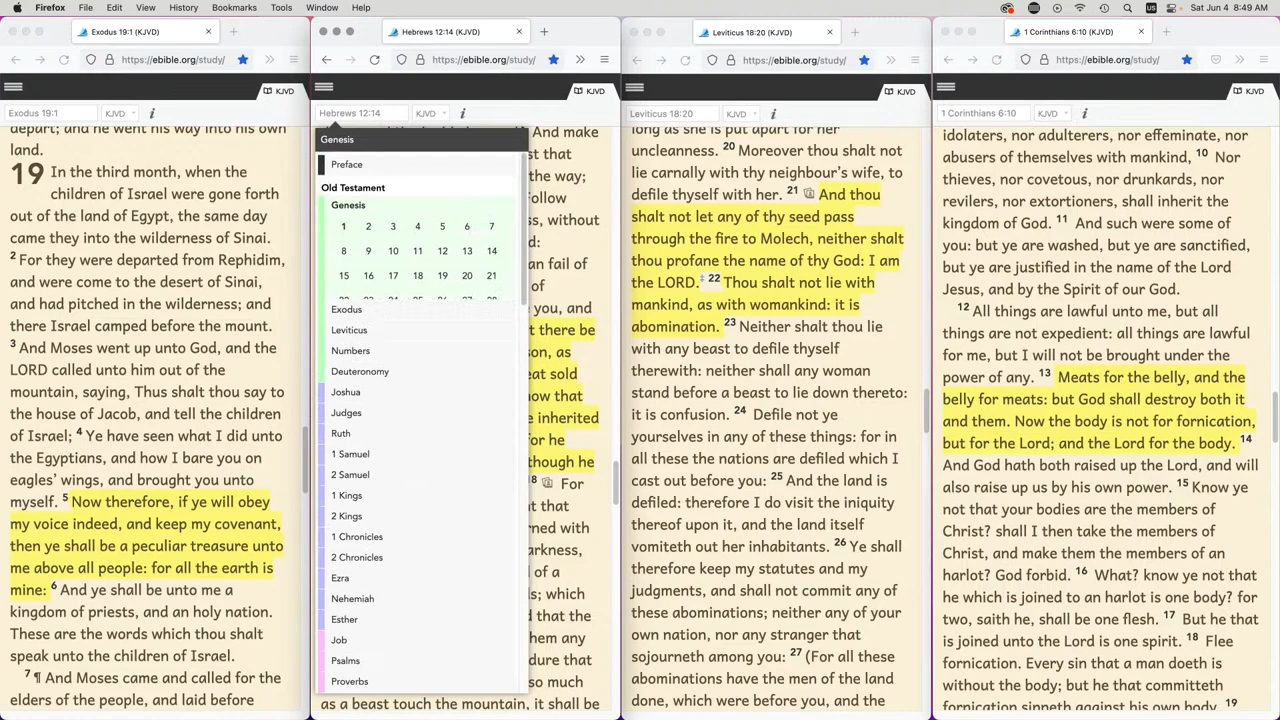 Firefox File Edit View History Bookmarks Tools Window Help
US
Sat Jun 4 8:49 AM
Exodus 19:1 (KJVD)
https://ebible.org/study/
KJVD
Exodus 19:1
KJVD
i
depart; and he went his way into his own
land.
19 In the third month, when the
children of Israel were gone forth
out of the land of Egypt, the same day
came they into the wilderness of Sinai.
2 For they were departed from Rephidim,
and were come to the desert of Sinai,
and had pitched in the wilderness; and
there Israel camped before the mount.
3 And Moses went up unto God, and the
LORD called unto him out of the
mountain, saying, Thus shalt thou say to
the house of Jacob, and tell the children
of Israel; 4 Ye have seen what I did unto
the Egyptians, and how I bare you on
eagles’ wings, and brought you unto
myself. 5 Now therefore, if ye will obey
my voice indeed, and keep my covenant,
then ye shall be a peculiar treasure unto
me above all people: for all the earth is
mine: 6 And ye shall be unto me a
kingdom of priests, and an holy nation.
These are the words which thou shalt
speak unto the children of Israel.
7 ¶ And Moses came and called for the
elders of the people, and laid before
Hebrews 12:14 (KJVD)
https://ebible.org/study/
KJVD
Hebrews 12:14
KJVD
i
Genesis
Preface
Old Testament
Genesis
1 2 3 4 5 6 7
8 9 10 11 12 13 14
15 16 17 18 19 20 21
22 23 24 25 26 27 28
Exodus
Leviticus
Numbers
Deuteronomy
Joshua
Judges
Ruth
1 Samuel
2 Samuel
1 Kings
2 Kings
1 Chronicles
2 Chronicles
Ezra
Nehemiah
Esther
Job
Psalms
Proverbs
And make
that
the way;
Follow
, without
:
an fail of
you, and
t there be
son, as
eat sold
now that
inherited
for he
though he
18 For
t that
rned with
arkness,
of a
s; which
d that the
em any
dure that
so much
as a beast touch the mountain, it shall be
Leviticus 18:20 (KJVD)
https://ebible.org/study/
KJVD
Leviticus 18:20
KJVD
i
long as she is put apart for her
uncleanness. 20 Moreover thou shalt not
lie carnally with thy neighbour’s wife, to
defile thyself with her. 21 And thou
shalt not let any of thy seed pass
through the fire to Molech, neither shalt
thou profane the name of thy God: I am
the LORD.‡ 22 Thou shalt not lie with
mankind, as with womankind: it is
abomination. 23 Neither shalt thou lie
with any beast to defile thyself
therewith: neither shall any woman
stand before a beast to lie down thereto:
it is confusion. 24 Defile not ye
yourselves in any of these things: for in
all these the nations are defiled which I
cast out before you: 25 And the land is
defiled: therefore I do visit the iniquity
thereof upon it, and the land itself
vomiteth out her inhabitants. 26 Ye shall
therefore keep my statutes and my
judgments, and shall not commit any of
these abominations; neither any of your
own nation, nor any stranger that
sojourneth among you: 27 (For all these
abominations have the men of the land
done, which were before you, and the
1 Corinthians 6:10 (KJVD)
https://ebible.org/study/
KJVD
1 Corinthians 6:10
KJVD
i
idolaters, nor adulterers, nor effeminate, nor
abusers of themselves with mankind, 10 Nor
thieves, nor covetous, nor drunkards, nor
revilers, nor extortioners, shall inherit the
kingdom of God. 11 And such were some of
you: but ye are washed, but ye are sanctified,
but ye are justified in the name of the Lord
Jesus, and by the Spirit of our God.
12 All things are lawful unto me, but all
things are not expedient: all things are lawful
for me, but I will not be brought under the
power of any. 13 Meats for the belly, and the
belly for meats: but God shall destroy both it
and them. Now the body is not for fornication,
but for the Lord; and the Lord for the body. 14
And God hath both raised up the Lord, and will
also raise up us by his own power. 15 Know ye
not that your bodies are the members of
Christ? shall I then take the members of
Christ, and make them the members of an
harlot? God forbid. 16 What? know ye not that
he which is joined to an harlot is one body? for
two, saith he, shall be one flesh. 17 But he that
is joined unto the Lord is one spirit. 18 Flee
fornication. Every sin that a man doeth is
without the body; but he that committeth
fornication sinneth against his own body. 19